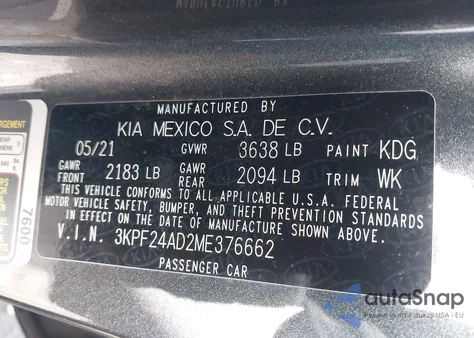 MANUFACTURED BY
KIA MEXICO S.A. DE C.V.
05/21 GVWR 3638 LB PAINT KDG
GAWR FRONT 2183 LB GAWR REAR 2094 LB TRIM WK
THIS VEHICLE CONFORMS TO ALL APPLICABLE U.S.A. FEDERAL
MOTOR VEHICLE SAFETY, BUMPER, AND THEFT PREVENTION STANDARDS
IN EFFECT ON THE DATE OF MANUFACTURE SHOWN ABOVE.
V.I.N. 3KPF24AD2ME376662
PASSENGER CAR
7600
autoSnap